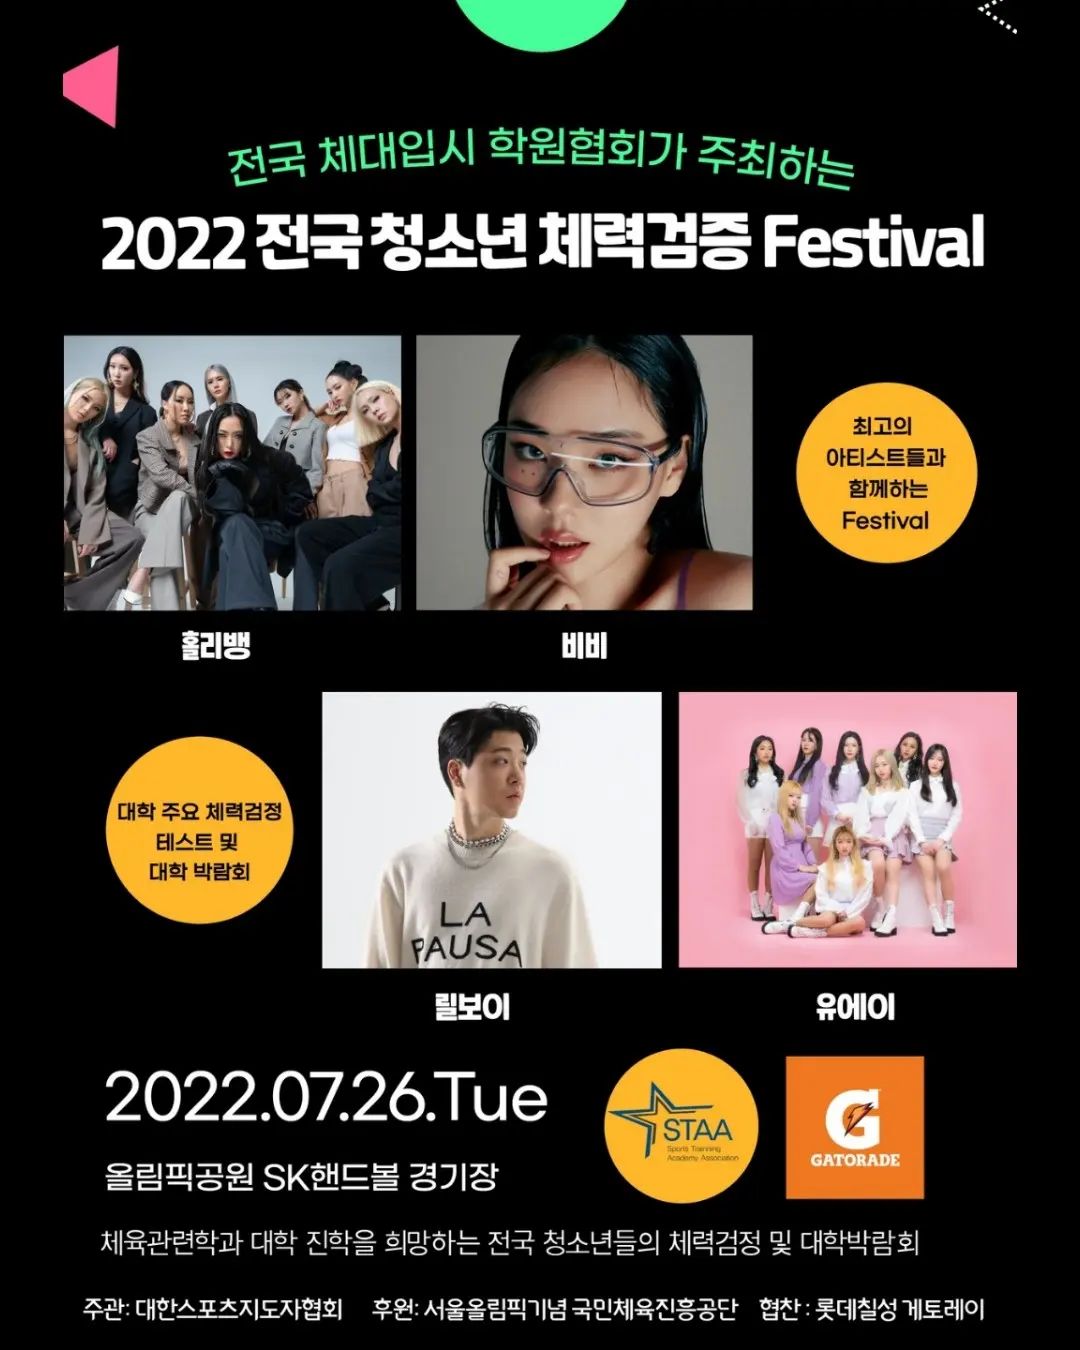 전국 체대입시 학원협회가 주최하는
2022 전국 청소년 체력검증 Festival
최고의
아티스트들과
함께하는
Festival
홀리뱅
비비
대학 주요 체력검정
테스트 및
대학 박람회
LA
PAUSA
릴보이
유에이
2022.07.26.Tue
올림픽공원 SK핸드볼 경기장
STAA
Sports Trainning
Academy Association
G
GATORADE
체육관련학과 대학 진학을 희망하는 전국 청소년들의 체력검정 및 대학박람회
주관: 대한스포츠지도자협회 후원: 서울올림픽기념 국민체육진흥공단 협찬 : 롯데칠성 게토레이